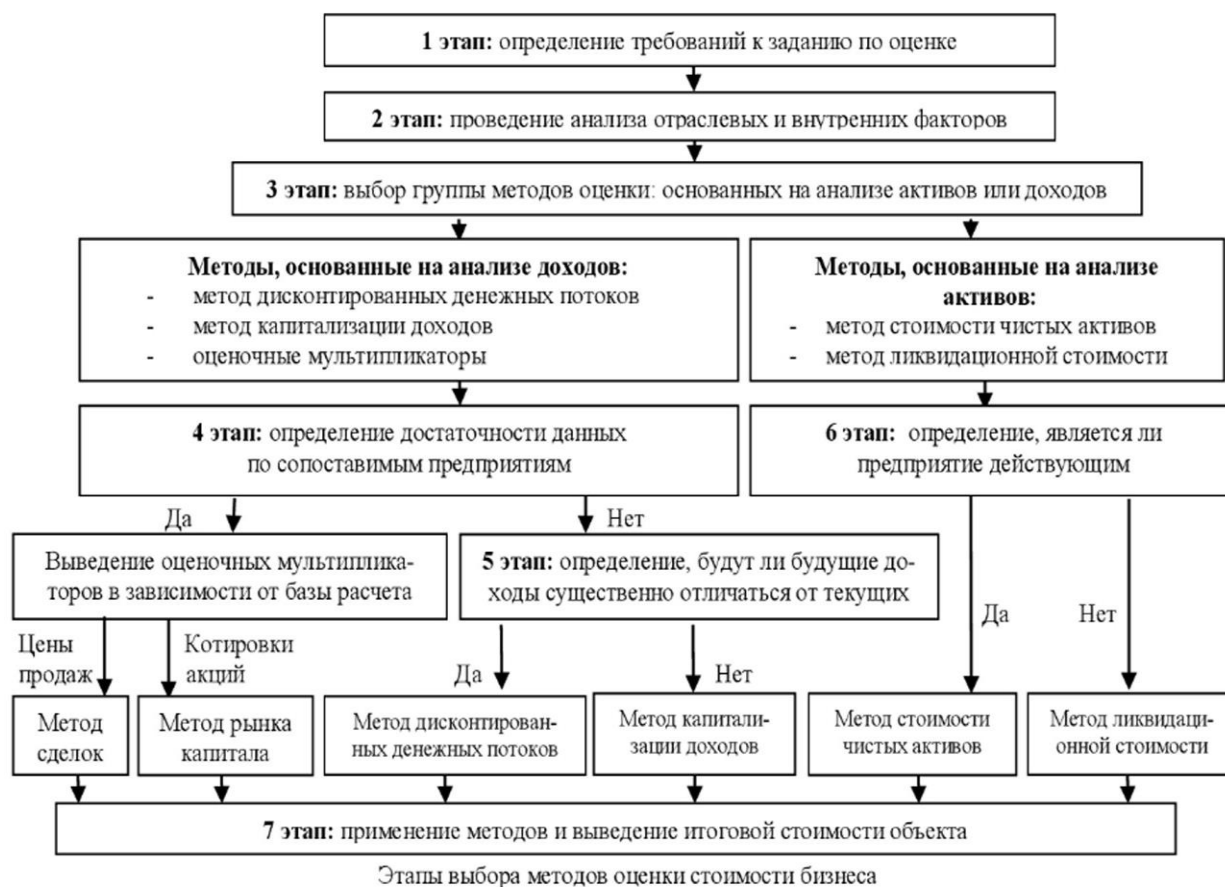 1 этап: определение требований к заданию по оценке
2 этап: проведение анализа отраслевых и внутренних факторов
3 этап: выбор группы методов оценки: основанных на анализе активов или доходов
Методы, основанные на анализе доходов:
- метод дисконтированных денежных потоков
- метод капитализации доходов
- оценочные мультипликаторы
Методы, основанные на анализе
активов:
- метод стоимости чистых активов
- метод ликвидационной стоимости
4 этап: определение достаточности данных
по сопоставимым предприятиям
6 этап: определение, является ли
предприятие действующим
Да
Нет
Выведение оценочных мультиплика-
торов в зависимости от базы расчета
5 этап: определение, будут ли будущие до-
ходы существенно отличаться от текущих
Да
Нет
Цены
продаж
Котировки
акций
Да
Нет
Метод
сделок
Метод рынка
капитала
Метод дисконтирован-
ных денежных потоков
Метод капитали-
зации доходов
Метод стоимости
чистых активов
Метод ликвидаци-
онной стоимости
7 этап: применение методов и выведение итоговой стоимости объекта
Этапы выбора методов оценки стоимости бизнеса